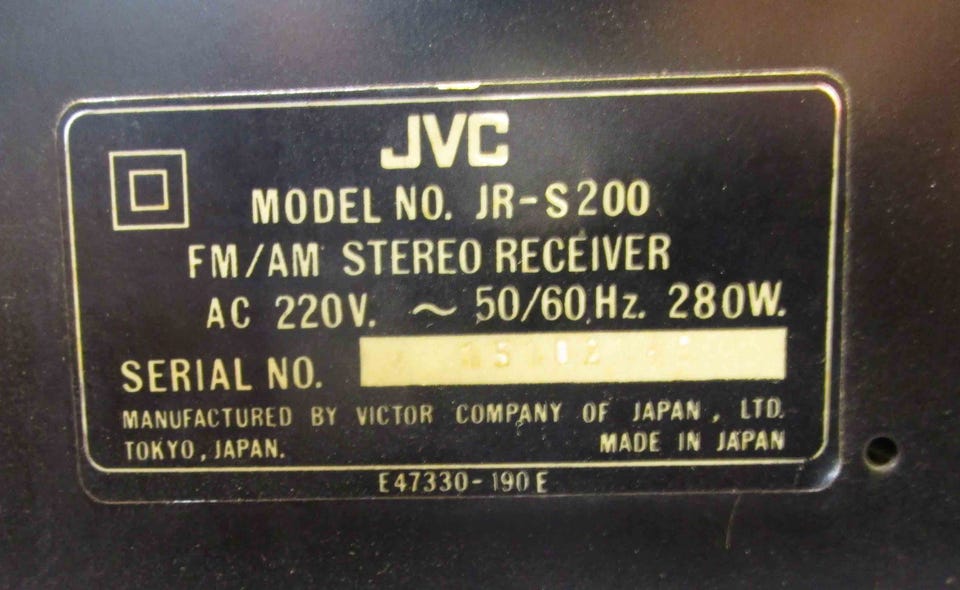 JVC
MODEL NO. JR-S200
FM/AM STEREO RECEIVER
AC 220V. ~ 50/60 Hz. 280W.
SERIAL NO.
MANUFACTURED BY VICTOR COMPANY OF JAPAN, LTD.
TOKYO, JAPAN. MADE IN JAPAN
E47330-190E